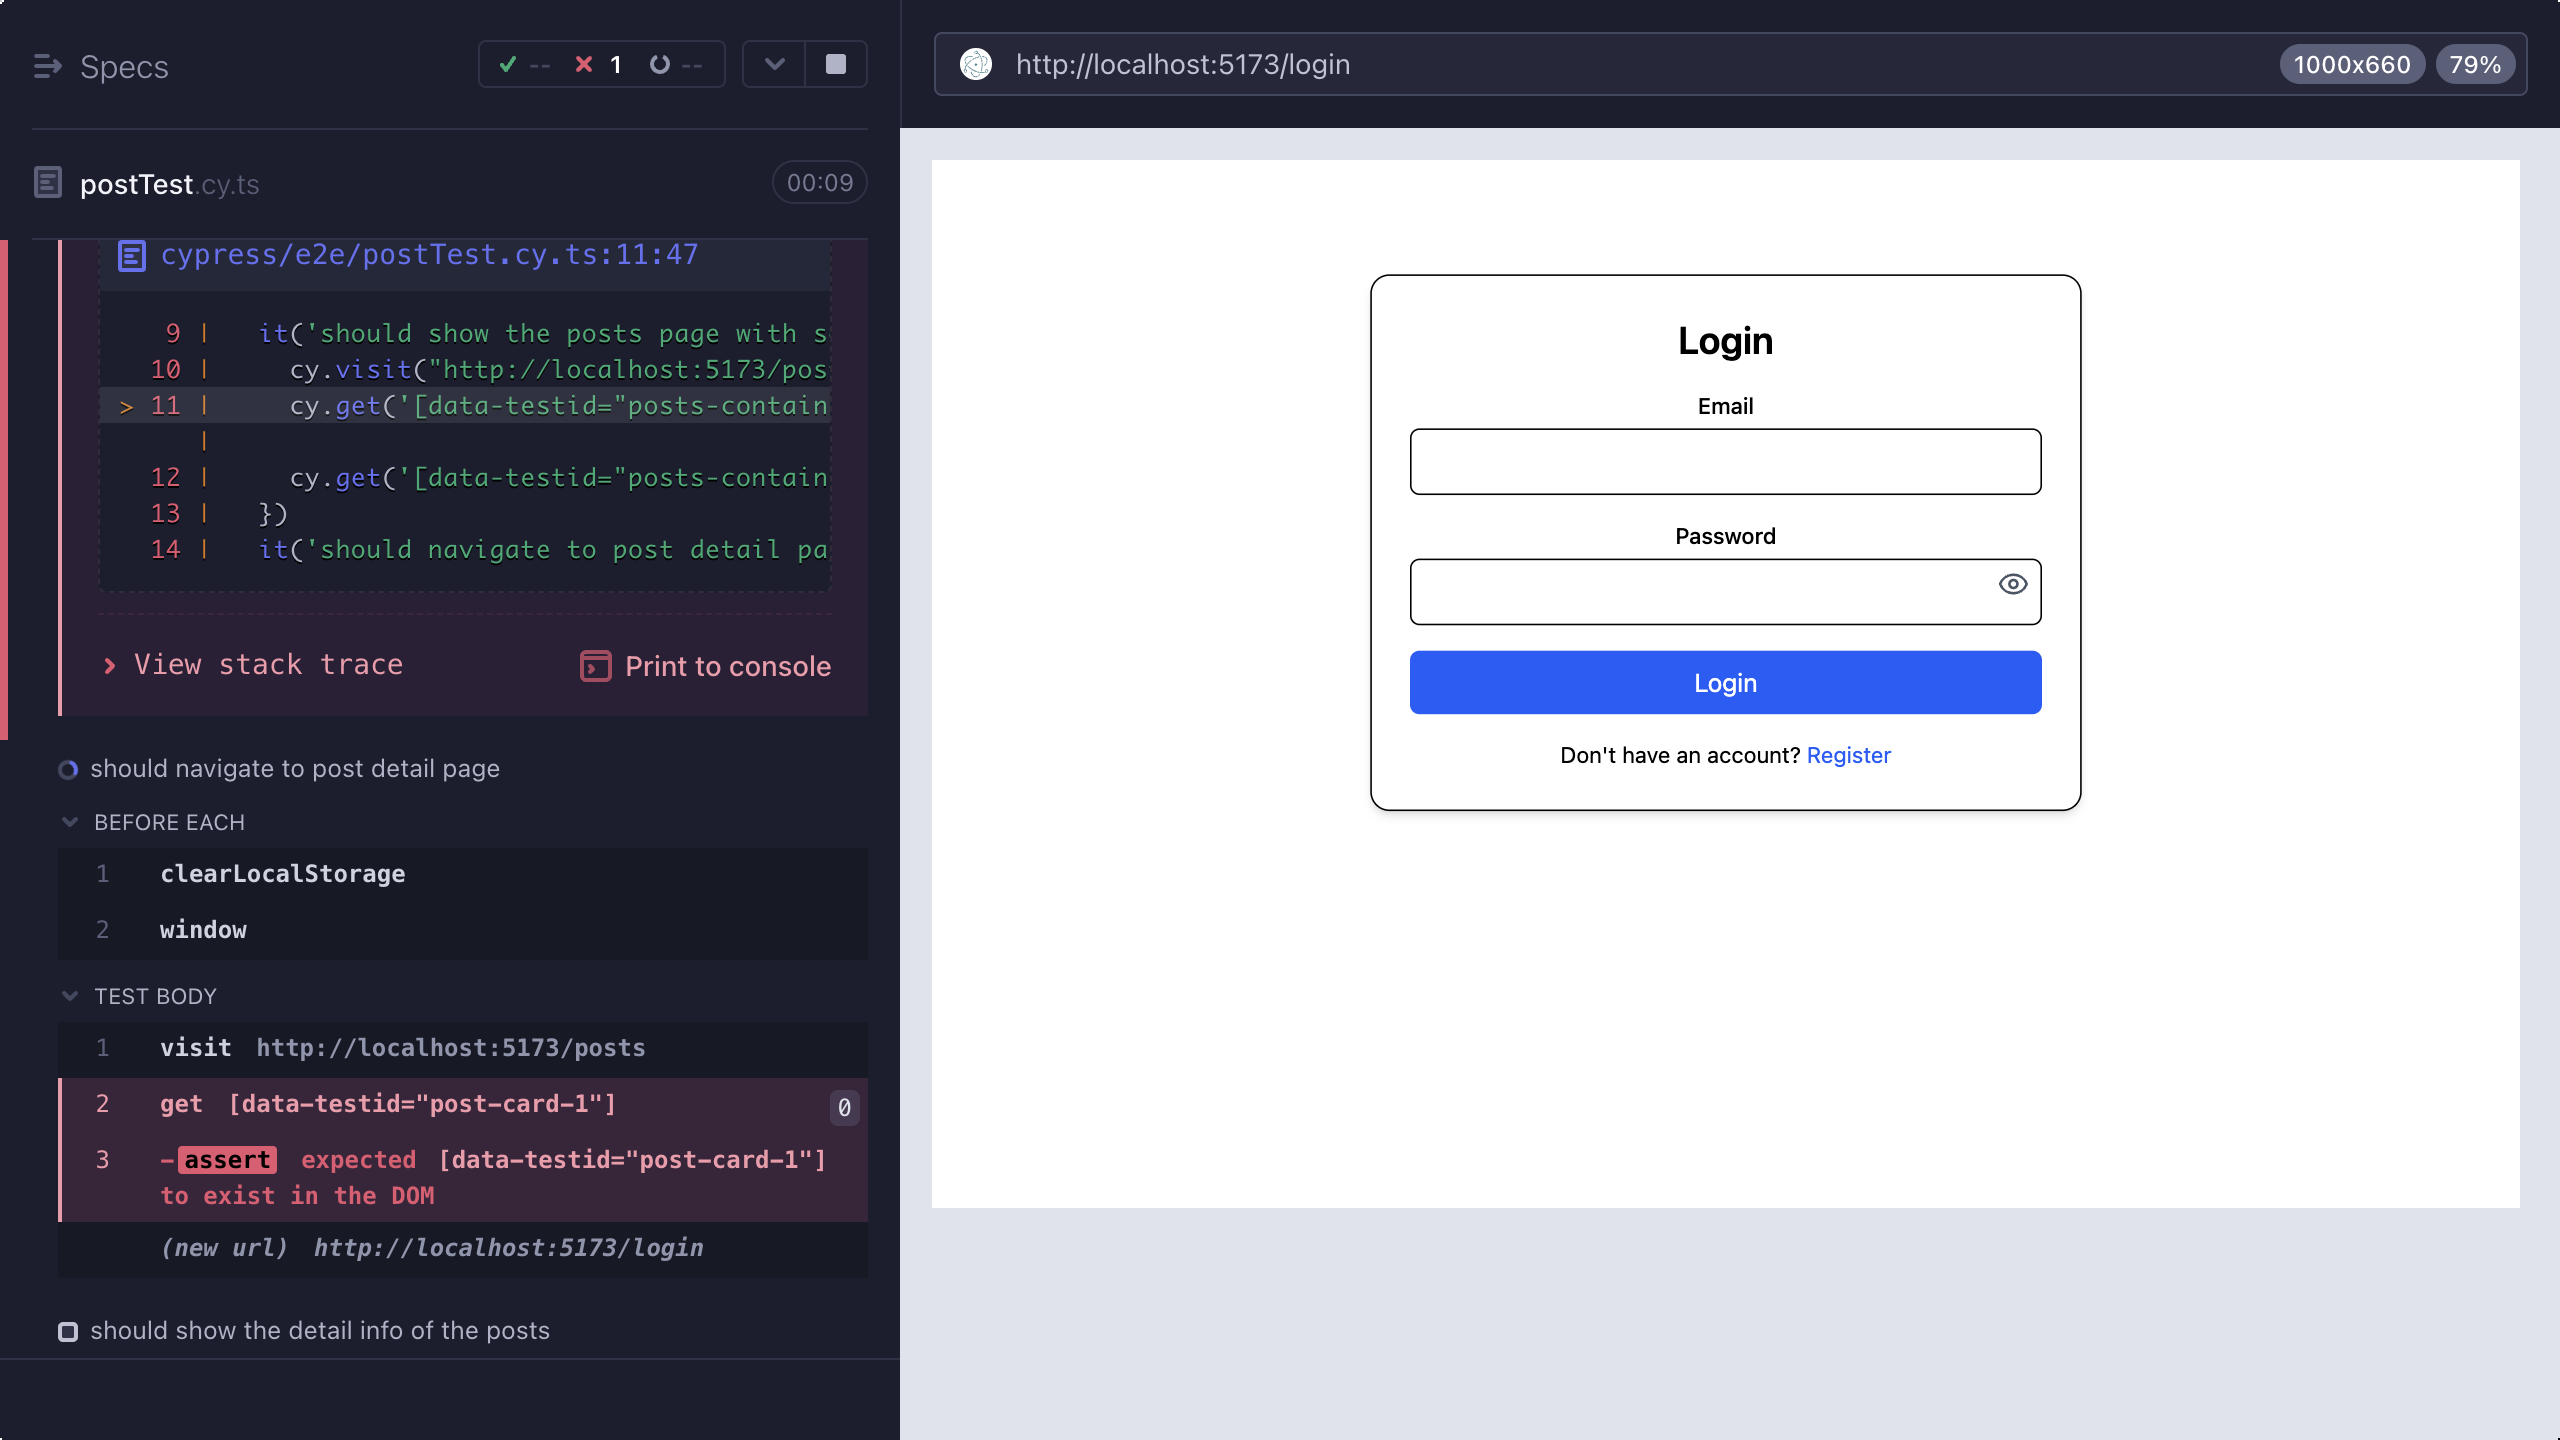 Specs
-- 1 --
postTest.cy.ts
00:09
cypress/e2e/postTest.cy.ts:11:47
9 | it('should show the posts page with s
10 | cy.visit("http://localhost:5173/pos
> 11 | cy.get('[data-testid="posts-contain
|
12 | cy.get('[data-testid="posts-contain
13 | })
14 | it('should navigate to post detail pa
View stack trace
Print to console
should navigate to post detail page
BEFORE EACH
1 clearLocalStorage
2 window
TEST BODY
1 visit http://localhost:5173/posts
2 get [data-testid="post-card-1"] 0
3 -assert expected [data-testid="post-card-1"]
to exist in the DOM
(new url) http://localhost:5173/login
should show the detail info of the posts
http://localhost:5173/login
1000x660 79%
Login
Email
Password
Login
Don't have an account? Register